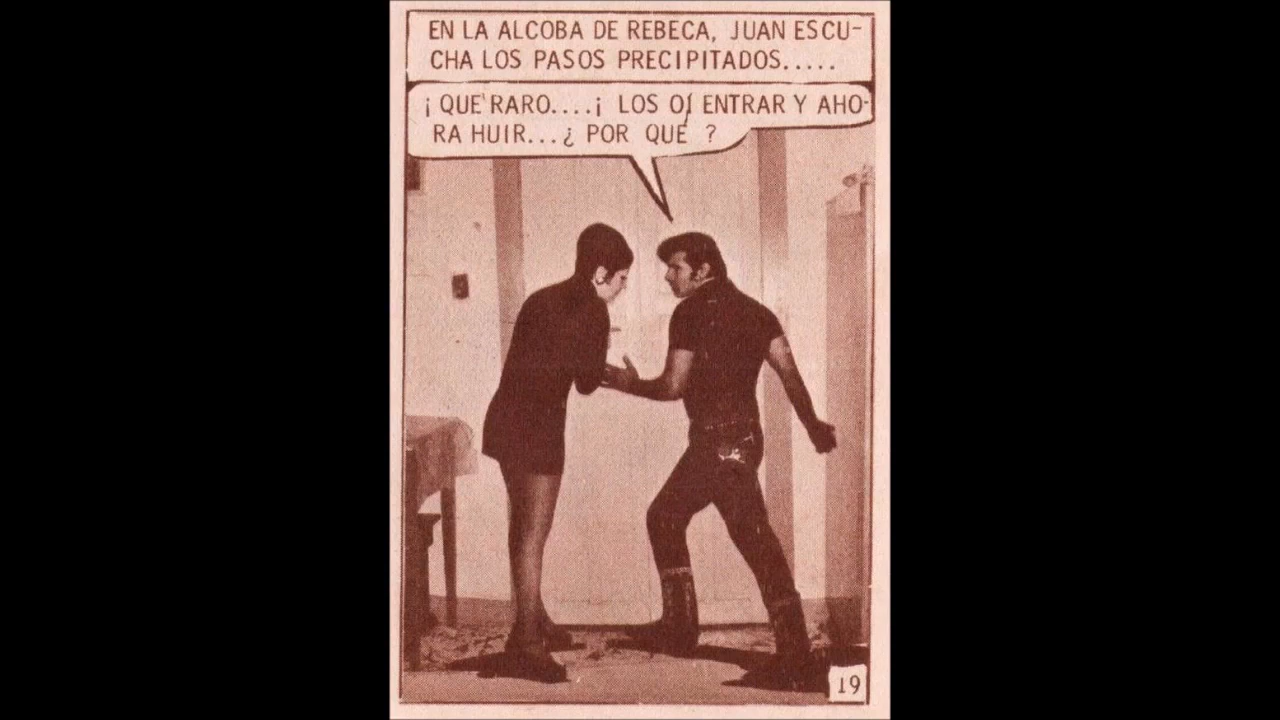 EN LA ALCOBA DE REBECA, JUAN ESCU-
CHA LOS PASOS PRECIPITADOS.....
¡ QUE' RARO....¡ LOS OÍ ENTRAR Y AHO-
RA HUIR...¿ POR QUÉ ?
19